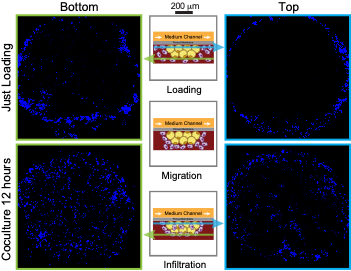 Bottom
200 μm
Top
Just Loading
Medium Channel
Loading
Medium Channel
Migration
Coculture 12 hours
Medium Channel
Infiltration